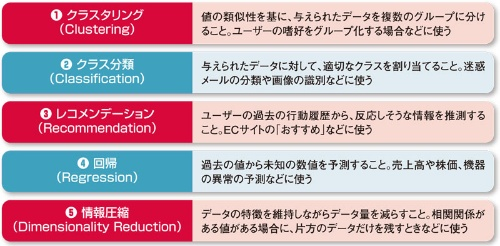 ❶ クラスタリング
(Clustering)
値の類似性を基に、与えられたデータを複数のグループに分け
ること。ユーザーの嗜好をグループ化する場合などに使う
❷ クラス分類
(Classification)
与えられたデータに対して、適切なクラスを割り当てること。迷惑
メールの分類や画像の識別などに使う
❸ レコメンデーション
(Recommendation)
ユーザーの過去の行動履歴から、反応しそうな情報を推測する
こと。ECサイトの「おすすめ」などに使う
❹ 回帰
(Regression)
過去の値から未知の数値を予測すること。売上高や株価、機器
の異常の予測などに使う
❺ 情報圧縮
(Dimensionality Reduction)
データの特徴を維持しながらデータ量を減らすこと。相関関係
がある値がある場合に、片方のデータだけを残すときなどに使う